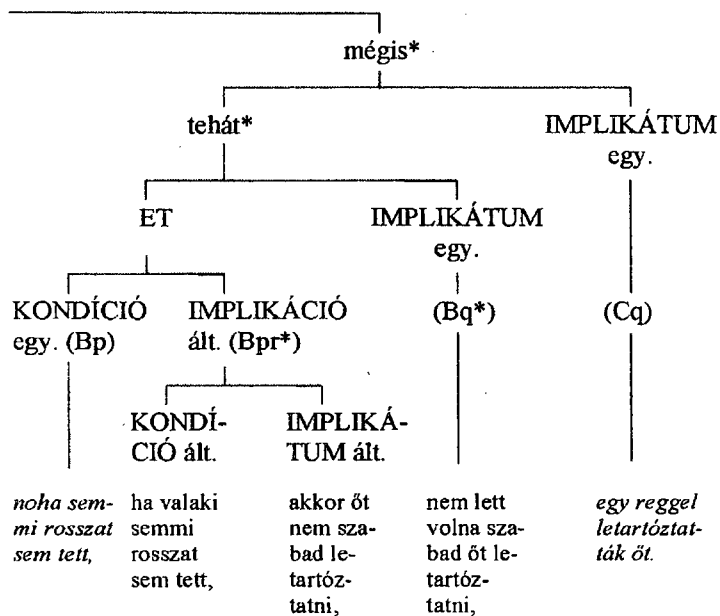 mégis*
tehát*
IMPLIKÁTUM
egy.
ET
IMPLIKÁTUM
egy.
KONDÍCIÓ
egy. (Bp)
IMPLIKÁCIÓ
ált. (Bpr*)
(Bq*)
(Cq)
KONDÍ-
CIÓ ált.
IMPLIKÁ-
TUM ált.
noha sem-
mi rosszat
sem tett,
ha valaki
semmi
rosszat
sem tett,
akkor őt
nem sza-
bad le-
tartóz-
tatni,
nem lett
volna sza-
bad őt le-
tartóz-
tatni,
egy reggel
letartóztat-
ták őt.